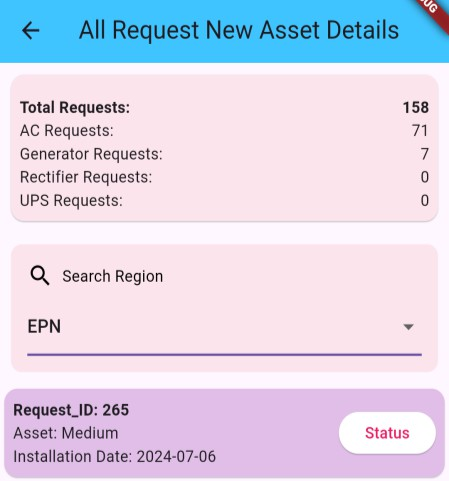 All Request New Asset Details
Total Requests: 158
AC Requests: 71
Generator Requests: 7
Rectifier Requests: 0
UPS Requests: 0
Search Region
EPN
Request_ID: 265
Asset: Medium
Installation Date: 2024-07-06
Status